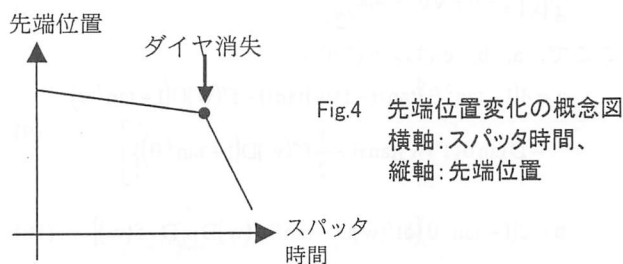 先端位置
ダイヤ消失
Fig.4 先端位置変化の概念図
横軸:スパッタ時間、
縦軸:先端位置
スパッタ
時間